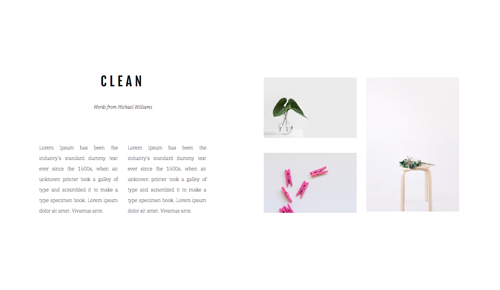 CLEAN
Words from Michael Williams
Lorem Ipsum has been the
industry's standard dummy text
ever since the 1500s, when an
unknown printer took a galley of
type and scrambled it to make a
type specimen book. Lorem ipsum
dolor sit amet. Vivamus ante.
Lorem Ipsum has been the
industry's standard dummy text
ever since the 1500s, when an
unknown printer took a galley of
type and scrambled it to make a
type specimen book. Lorem ipsum
dolor sit amet. Vivamus ante.